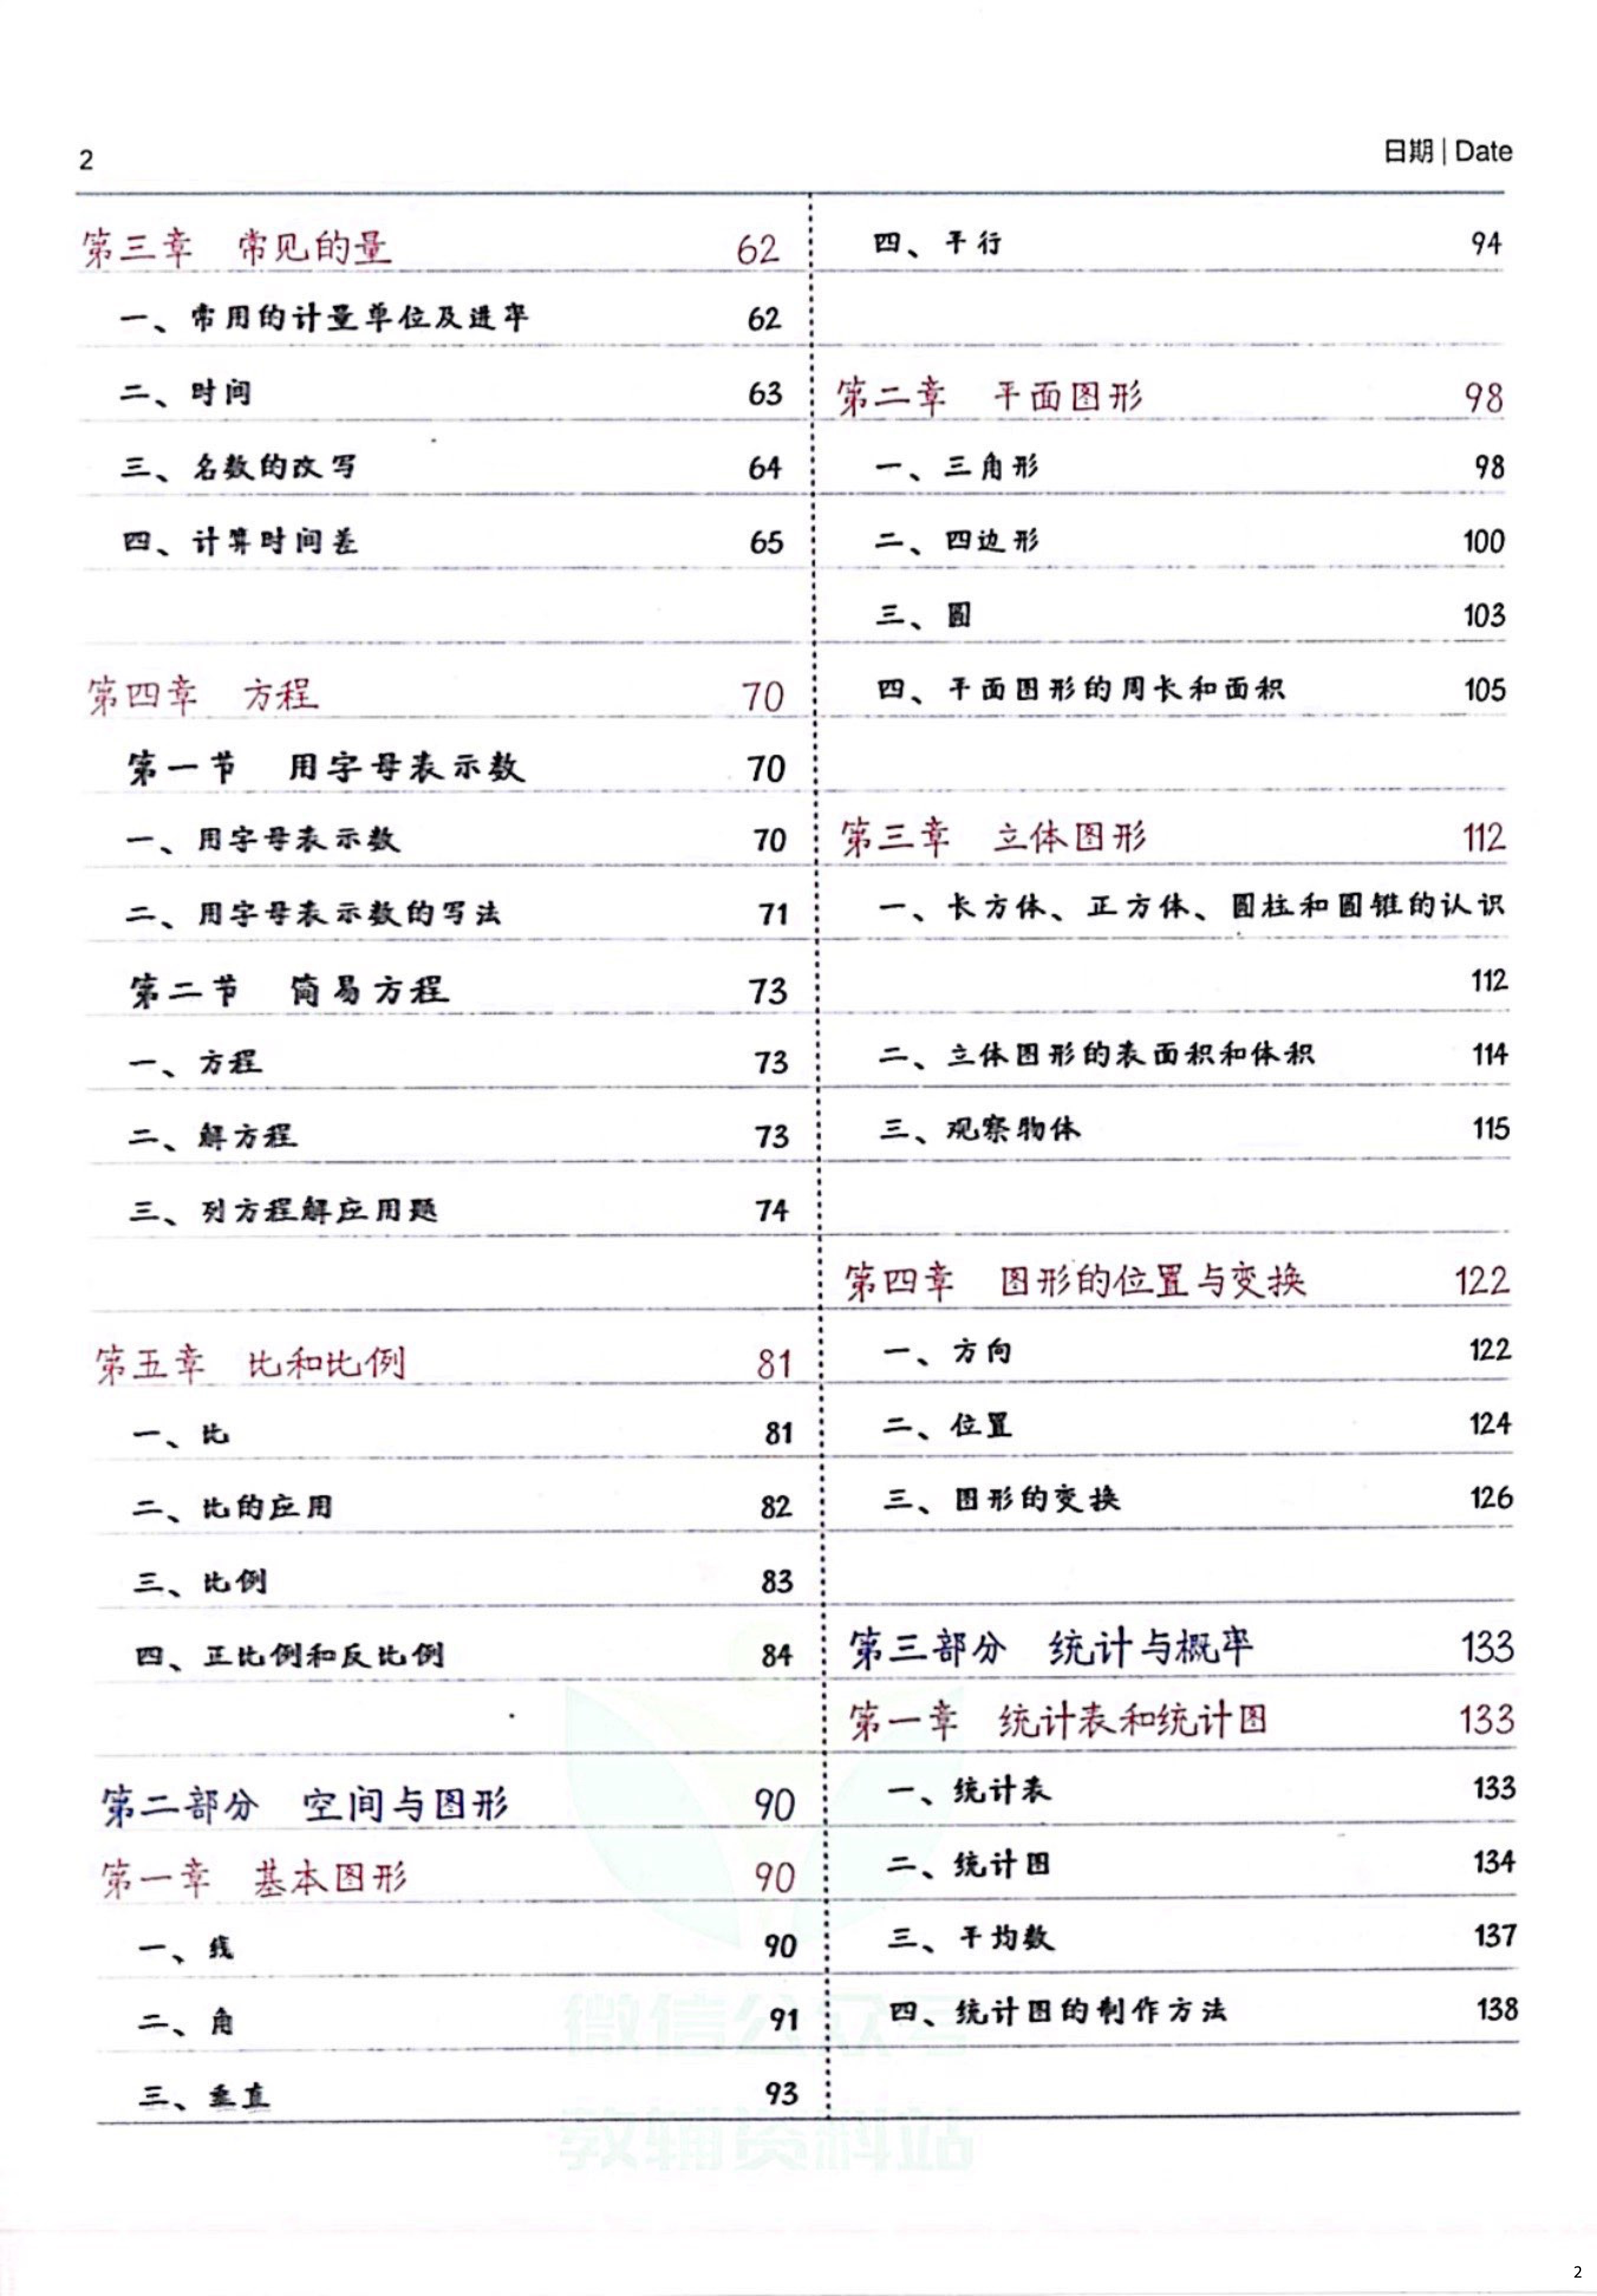 2
日期 | Date
第三章 常见的量 62
一、常用的计量单位及进率 62
二、时间 63
三、名数的改写 64
四、计算时间差 65
第四章 方程 70
第一节 用字母表示数 70
一、用字母表示数 70
二、用字母表示数的写法 71
第二节 简易方程 73
一、方程 73
二、解方程 73
三、列方程解应用题 74
第五章 比和比例 81
一、比 81
二、比的应用 82
三、比例 83
四、正比例和反比例 84
第二部分 空间与图形 90
第一章 基本图形 90
一、线 90
二、角 91
三、垂直 93
四、平行 94
第二章 平面图形 98
一、三角形 98
二、四边形 100
三、圆 103
四、平面图形的周长和面积 105
第三章 立体图形 112
一、长方体、正方体、圆柱和圆锥的认识
112
二、立体图形的表面积和体积 114
三、观察物体 115
第四章 图形的位置与变换 122
一、方向 122
二、位置 124
三、图形的变换 126
第三部分 统计与概率 133
第一章 统计表和统计图 133
一、统计表 133
二、统计图 134
三、平均数 137
四、统计图的制作方法 138
微信公众号
教辅资料站
2